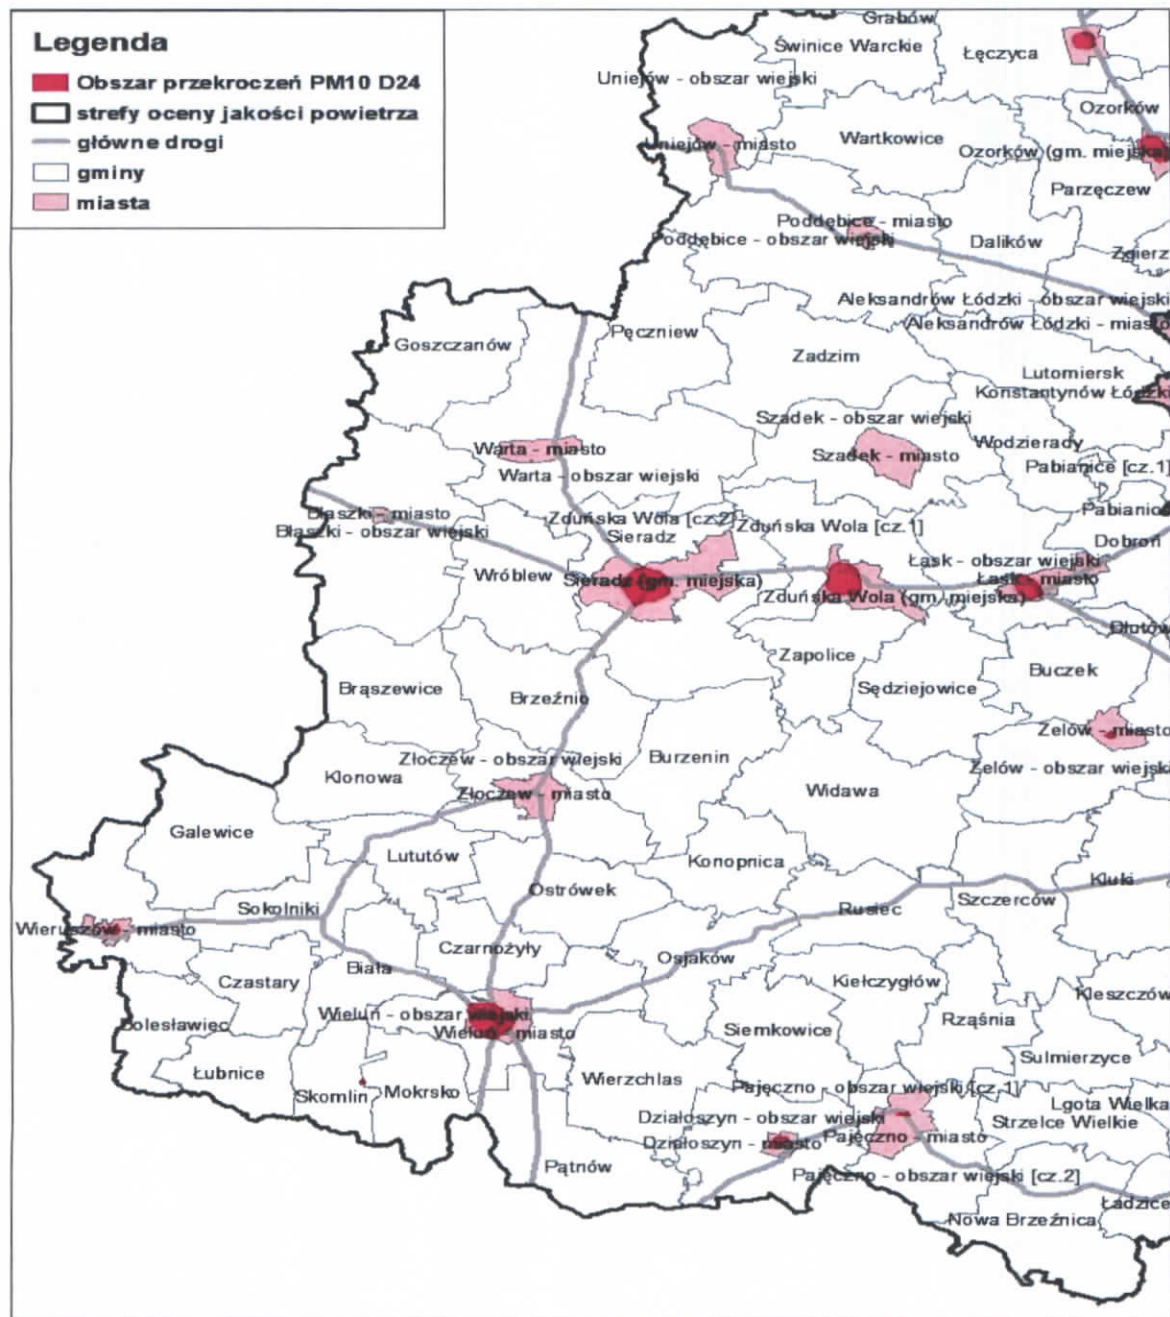 Legenda
Obszar przekroczeń PM10 D24
strefy oceny jakości powietrza
główne drogi
gminy
miasta
Grabów
Świnice Warckie
Łęczyca
Uniejów - obszar wiejski
Ozorków
Wartkowice
Uniejów - miasto
Ozorków (gm. miejska)
Parzęczew
Poddębice - miasto
Poddębice - obszar wiejski
Dalików
Zgierz
Aleksandrów Łódzki - obszar wiejski
Aleksandrów Łódzki - miasto
Pęczniew
Goszczanów
Zadzim
Lutomiersk
Konstantynów Łódzki
Szadek - obszar wiejski
Wodzierady
Warta - miasto
Szadek - miasto
Pabianice [cz.1]
Warta - obszar wiejski
Błaszki - miasto
Pabianic
Zduńska Wola [cz.2]
Zduńska Wola [cz.1]
Błaszki - obszar wiejski
Sieradz
Dobroń
Łask - obszar wiejski
Wróblew
Sieradz (gm. miejska)
Łask - miasto
Zduńska Wola (gm. miejska)
Dłutów
Zapolice
Buczek
Brąszewice
Brzeźnio
Sędziejowice
Zelów - miasto
Złoczew - obszar wiejski
Burzenin
Zelów - obszar wiejski
Klonowa
Złoczew - miasto
Widawa
Galewice
Lututów
Konopnica
Ostrówek
Kluki
Szczerców
Sokolniki
Rusiec
Wieruszów - miasto
Czarnożyły
Osjaków
Biała
Czastary
Kiełczygłów
Kleszczów
Wieluń - obszar wiejski
Bolesławiec
Rząśnia
Wieluń - miasto
Siemkowice
Sulmierzyce
Łubnice
Wierzchlas
Pajęczno - obszar wiejski [cz.1]
Skomlin
Mokrsko
Lgota Wielka
Działoszyn - obszar wiejski
Strzelce Wielkie
Działoszyn - miasto
Pajęczno - miasto
Pątnów
Pajęczno - obszar wiejski [cz.2]
Ładzice
Nowa Brzeźnica